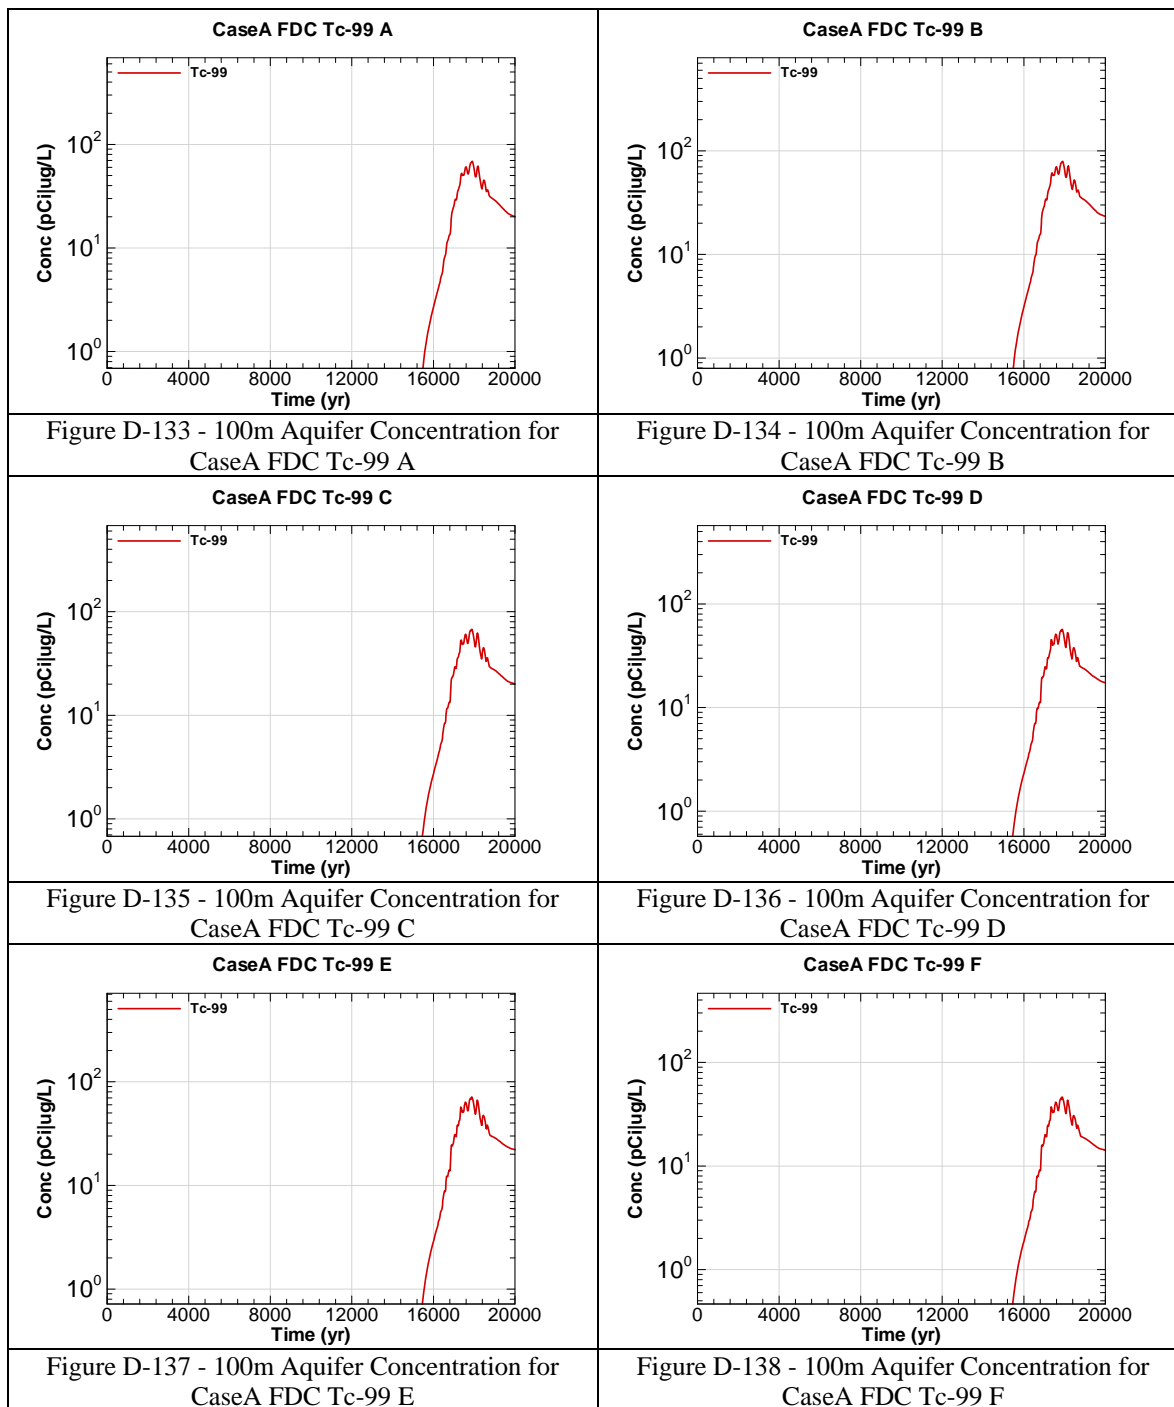 CaseA FDC Tc-99 A
Tc-99
Conc (pCi|ug/L)
10^2
10^1
10^0
0 4000 8000 12000 16000 20000
Time (yr)
Figure D-133 - 100m Aquifer Concentration for
CaseA FDC Tc-99 A
CaseA FDC Tc-99 B
Tc-99
Conc (pCi|ug/L)
10^2
10^1
10^0
0 4000 8000 12000 16000 20000
Time (yr)
Figure D-134 - 100m Aquifer Concentration for
CaseA FDC Tc-99 B
CaseA FDC Tc-99 C
Tc-99
Conc (pCi|ug/L)
10^2
10^1
10^0
0 4000 8000 12000 16000 20000
Time (yr)
Figure D-135 - 100m Aquifer Concentration for
CaseA FDC Tc-99 C
CaseA FDC Tc-99 D
Tc-99
Conc (pCi|ug/L)
10^2
10^1
10^0
0 4000 8000 12000 16000 20000
Time (yr)
Figure D-136 - 100m Aquifer Concentration for
CaseA FDC Tc-99 D
CaseA FDC Tc-99 E
Tc-99
Conc (pCi|ug/L)
10^2
10^1
10^0
0 4000 8000 12000 16000 20000
Time (yr)
Figure D-137 - 100m Aquifer Concentration for
CaseA FDC Tc-99 E
CaseA FDC Tc-99 F
Tc-99
Conc (pCi|ug/L)
10^2
10^1
10^0
0 4000 8000 12000 16000 20000
Time (yr)
Figure D-138 - 100m Aquifer Concentration for
CaseA FDC Tc-99 F